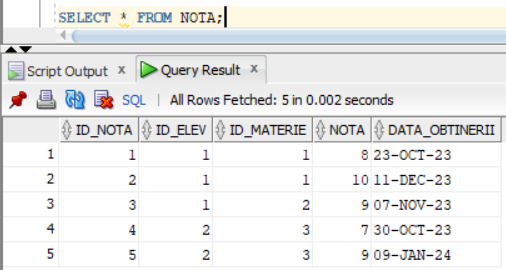 SELECT * FROM NOTA;
Script Output x Query Result x
SQL | All Rows Fetched: 5 in 0.002 seconds
ID_NOTA ID_ELEV ID_MATERIE NOTA DATA_OBTINERII
1 1 1 1 8 23-OCT-23
2 2 1 1 10 11-DEC-23
3 3 1 2 9 07-NOV-23
4 4 2 3 7 30-OCT-23
5 5 2 3 9 09-JAN-24